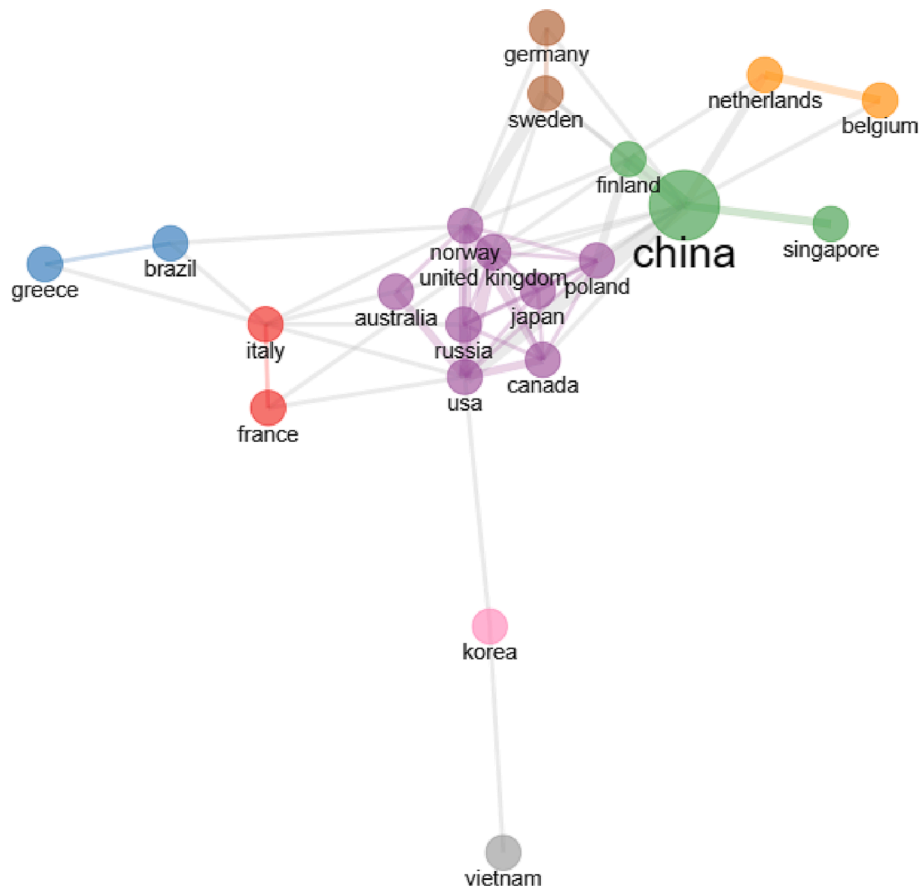 germany
netherlands
sweden
belgium
finland
china
singapore
norway
brazil
united kingdom
poland
greece
australia
japan
italy
russia
canada
usa
france
korea
vietnam